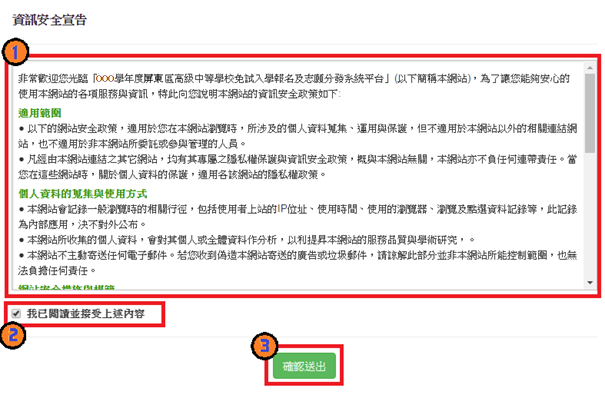 資訊安全宣告
1
非常歡迎您光臨「OOO學年度屏東區高級中等學校免試入學報名及志願分發系統平台」(以下簡稱本網站)，為了讓您能夠安心的
使用本網站的各項服務與資訊，特此向您說明本網站的資訊安全政策如下:
適用範圍
● 以下的網站安全政策，適用於您在本網站瀏覽時，所涉及的個人資料蒐集、運用與保護，但不適用於本網站以外的相關連結網
站，也不適用於非本網站所委託或參與管理的人員。
● 凡經由本網站連結之其它網站，均有其專屬之隱私權保護與資訊安全政策，概與本網站無關，本網站亦不負任何連帶責任。當
您在這些網站時，關於個人資料的保護，適用各該網站的隱私權政策。
個人資料的蒐集與使用方式
● 本網站會記錄一般瀏覽時的相關行徑，包括使用者上站的IP位址、使用時間、使用的瀏覽器、瀏覽及點選資料記錄等，此記錄
為內部應用，決不對外公布。
● 本網站所收集的個人資料，會對其個人或全體資料作分析，以利提昇本網站的服務品質與學術研究，。
● 本網站不主動寄送任何電子郵件。若您收到偽造本網站寄送的廣告或垃圾郵件，請諒解此部分並非本網站所能控制範圍，也無
法負擔任何責任。
我已閱讀並接受上述內容
2
3
確認送出